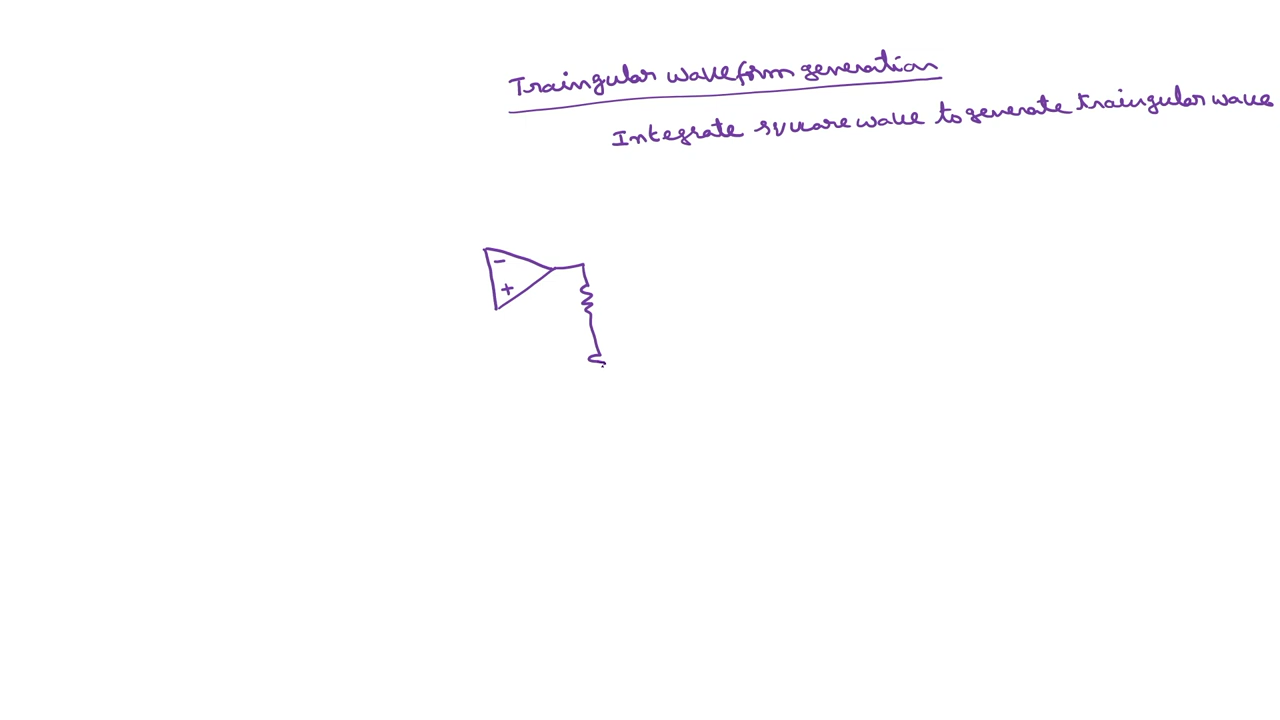 Traingular waveform generation
Integrate square wave to generate traingular wave
-
+